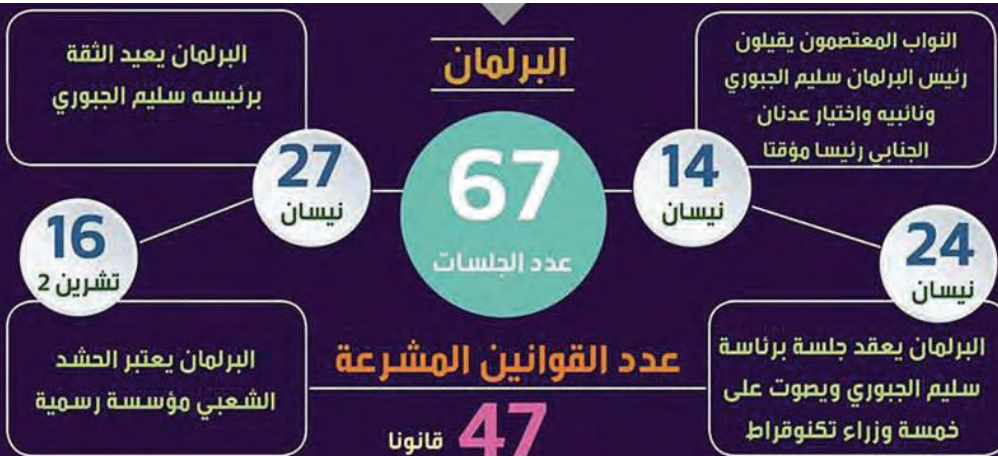 البرلمان
النواب المعتصمون يقيلون
رئيس البرلمان سليم الجبوري
ونائبيه واختيار عدنان
الجنابي رئيسا مؤقتا
14
نيسان
24
نيسان
البرلمان يعقد جلسة برئاسة
سليم الجبوري ويصوت على
خمسة وزراء تكنوقراط
67
عدد الجلسات
البرلمان يعيد الثقة
برئيسه سليم الجبوري
27
نيسان
16
تشرين 2
البرلمان يعتبر الحشد
الشعبي مؤسسة رسمية
عدد القوانين المشرعة
47 قانونا